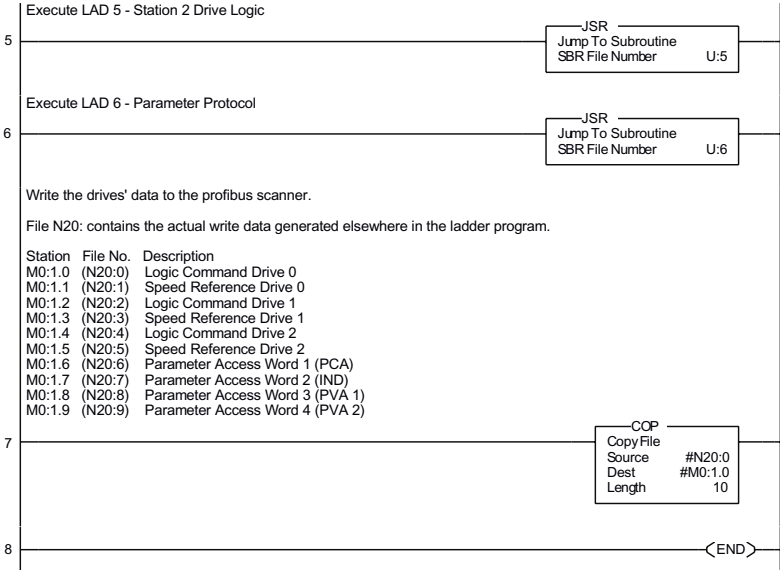 Execute LAD 5 - Station 2 Drive Logic
5
JSR
Jump To Subroutine
SBR File Number U:5
Execute LAD 6 - Parameter Protocol
6
JSR
Jump To Subroutine
SBR File Number U:6
Write the drives' data to the profibus scanner.
File N20: contains the actual write data generated elsewhere in the ladder program.
Station File No. Description
M0:1.0 (N20:0) Logic Command Drive 0
M0:1.1 (N20:1) Speed Reference Drive 0
M0:1.2 (N20:2) Logic Command Drive 1
M0:1.3 (N20:3) Speed Reference Drive 1
M0:1.4 (N20:4) Logic Command Drive 2
M0:1.5 (N20:5) Speed Reference Drive 2
M0:1.6 (N20:6) Parameter Access Word 1 (PCA)
M0:1.7 (N20:7) Parameter Access Word 2 (IND)
M0:1.8 (N20:8) Parameter Access Word 3 (PVA 1)
M0:1.9 (N20:9) Parameter Access Word 4 (PVA 2)
7
COP
Copy File
Source #N20:0
Dest #M0:1.0
Length 10
8
END